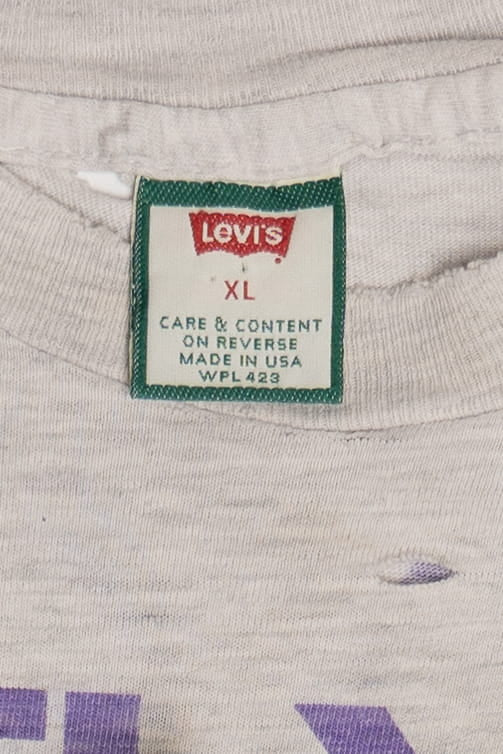 Levi's
XL
CARE & CONTENT
ON REVERSE
MADE IN USA
WPL 423